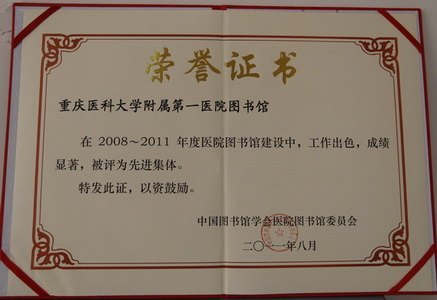 荣誉证书
重庆医科大学附属第一医院图书馆
在 2008～2011 年度医院图书馆建设中，工作出色，成绩
显著，被评为先进集体。
特发此证，以资鼓励。
中国图书馆学会医院图书馆委员会
二〇一一年八月